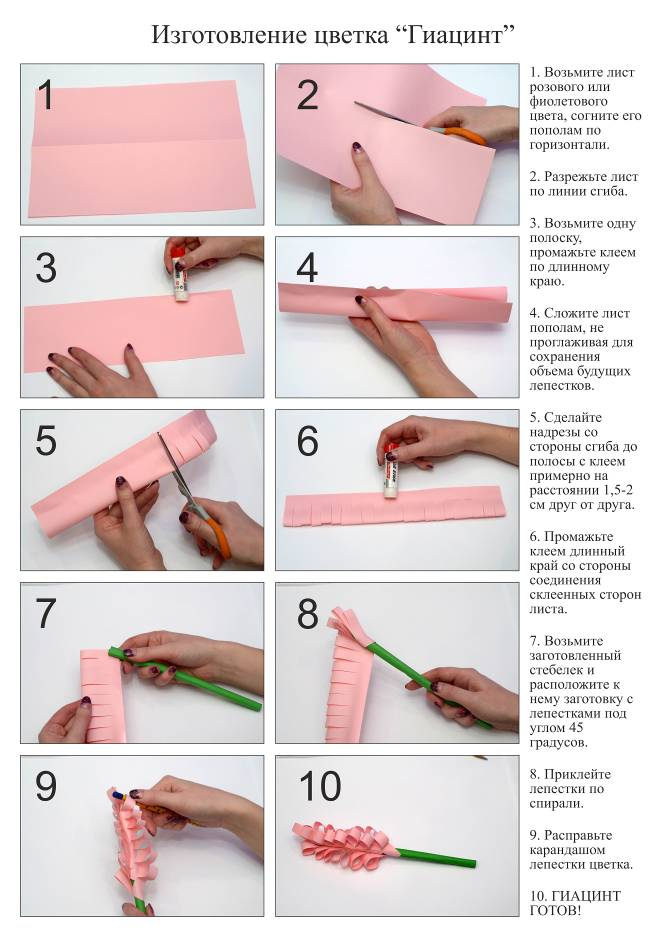 Изготовление цветка “Гиацинт”
1
2
3
4
5
6
7
8
9
10
1. Возьмите лист
розового или
фиолетового
цвета, согните его
пополам по
горизонтали.
2. Разрежьте лист
по линии сгиба.
3. Возьмите одну
полоску,
промажьте клеем
по длинному
краю.
4. Сложите лист
пополам, не
проглаживая для
сохранения
объема будущих
лепестков.
5. Сделайте
надрезы со
стороны сгиба до
полосы с клеем
примерно на
расстоянии 1,5-2
см друг от друга.
6. Промажьте
клеем длинный
край со стороны
соединения
склеенных сторон
листа.
7. Возьмите
заготовленный
стебелек и
расположите к
нему заготовку с
лепестками под
углом 45
градусов.
8. Приклейте
лепестки по
спирали.
9. Расправьте
карандашом
лепестки цветка.
10. ГИАЦИНТ
ГОТОВ!